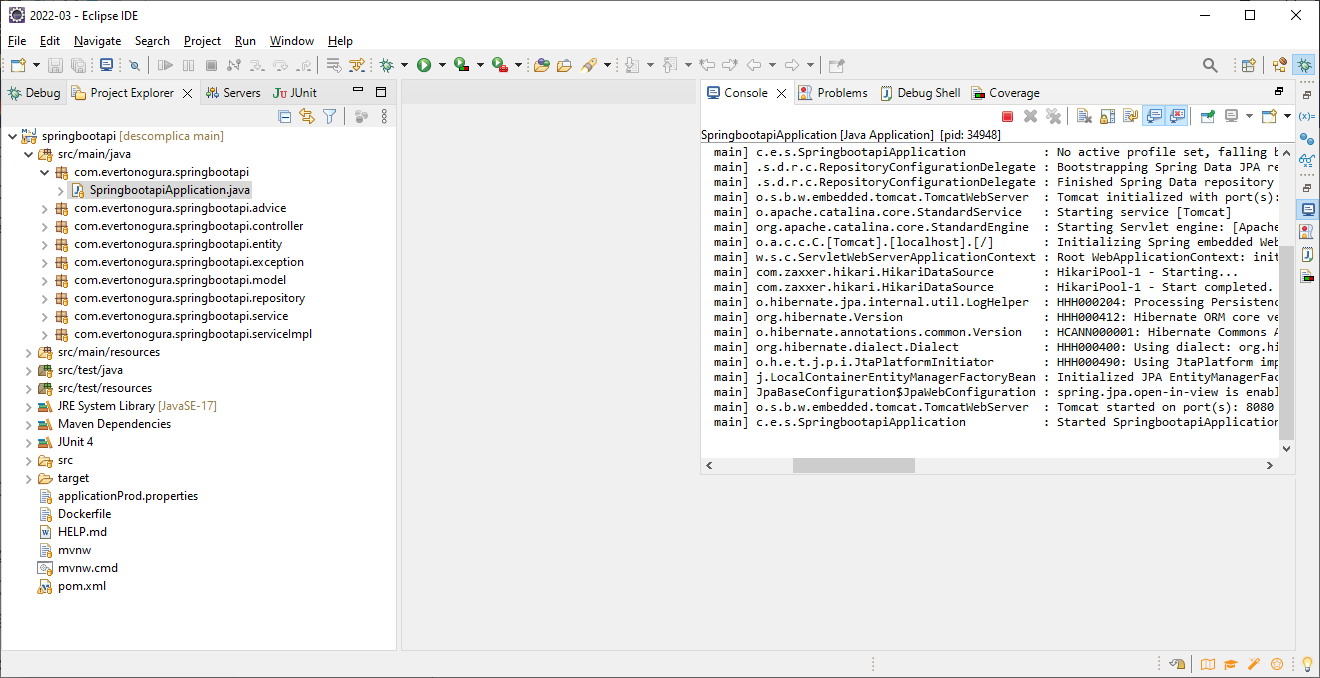 2022-03 - Eclipse IDE
File Edit Navigate Search Project Run Window Help
Debug Project Explorer Servers JUnit
springbootapi [descomplica main]
src/main/java
com.evertonogura.springbootapi
SpringbootapiApplication.java
com.evertonogura.springbootapi.advice
com.evertonogura.springbootapi.controller
com.evertonogura.springbootapi.entity
com.evertonogura.springbootapi.exception
com.evertonogura.springbootapi.model
com.evertonogura.springbootapi.repository
com.evertonogura.springbootapi.service
com.evertonogura.springbootapi.serviceImpl
src/main/resources
src/test/java
src/test/resources
JRE System Library [JavaSE-17]
Maven Dependencies
JUnit 4
src
target
applicationProd.properties
Dockerfile
HELP.md
mvnw
mvnw.cmd
pom.xml
Console Problems Debug Shell Coverage
SpringbootapiApplication [Java Application] [pid: 34948]
main] c.e.s.SpringbootapiApplication : No active profile set, falling b
main] .s.d.r.c.RepositoryConfigurationDelegate : Bootstrapping Spring Data JPA re
main] .s.d.r.c.RepositoryConfigurationDelegate : Finished Spring Data repository
main] o.s.b.w.embedded.tomcat.TomcatWebServer : Tomcat initialized with port(s):
main] o.apache.catalina.core.StandardService : Starting service [Tomcat]
main] org.apache.catalina.core.StandardEngine : Starting Servlet engine: [Apache
main] o.a.c.c.C.[Tomcat].[localhost].[/] : Initializing Spring embedded Web
main] w.s.c.ServletWebServerApplicationContext : Root WebApplicationContext: init
main] com.zaxxer.hikari.HikariDataSource : HikariPool-1 - Starting...
main] com.zaxxer.hikari.HikariDataSource : HikariPool-1 - Start completed.
main] o.hibernate.jpa.internal.util.LogHelper : HHH000204: Processing Persistenc
main] org.hibernate.Version : HHH000412: Hibernate ORM core ve
main] o.hibernate.annotations.common.Version : HCANN000001: Hibernate Commons A
main] org.hibernate.dialect.Dialect : HHH000400: Using dialect: org.hi
main] o.h.e.t.j.p.i.JtaPlatformInitiator : HHH000490: Using JtaPlatform imp
main] j.LocalContainerEntityManagerFactoryBean : Initialized JPA EntityManagerFac
main] JpaBaseConfiguration$JpaWebConfiguration : spring.jpa.open-in-view is enabl
main] o.s.b.w.embedded.tomcat.TomcatWebServer : Tomcat started on port(s): 8080
main] c.e.s.SpringbootapiApplication : Started SpringbootapiApplication